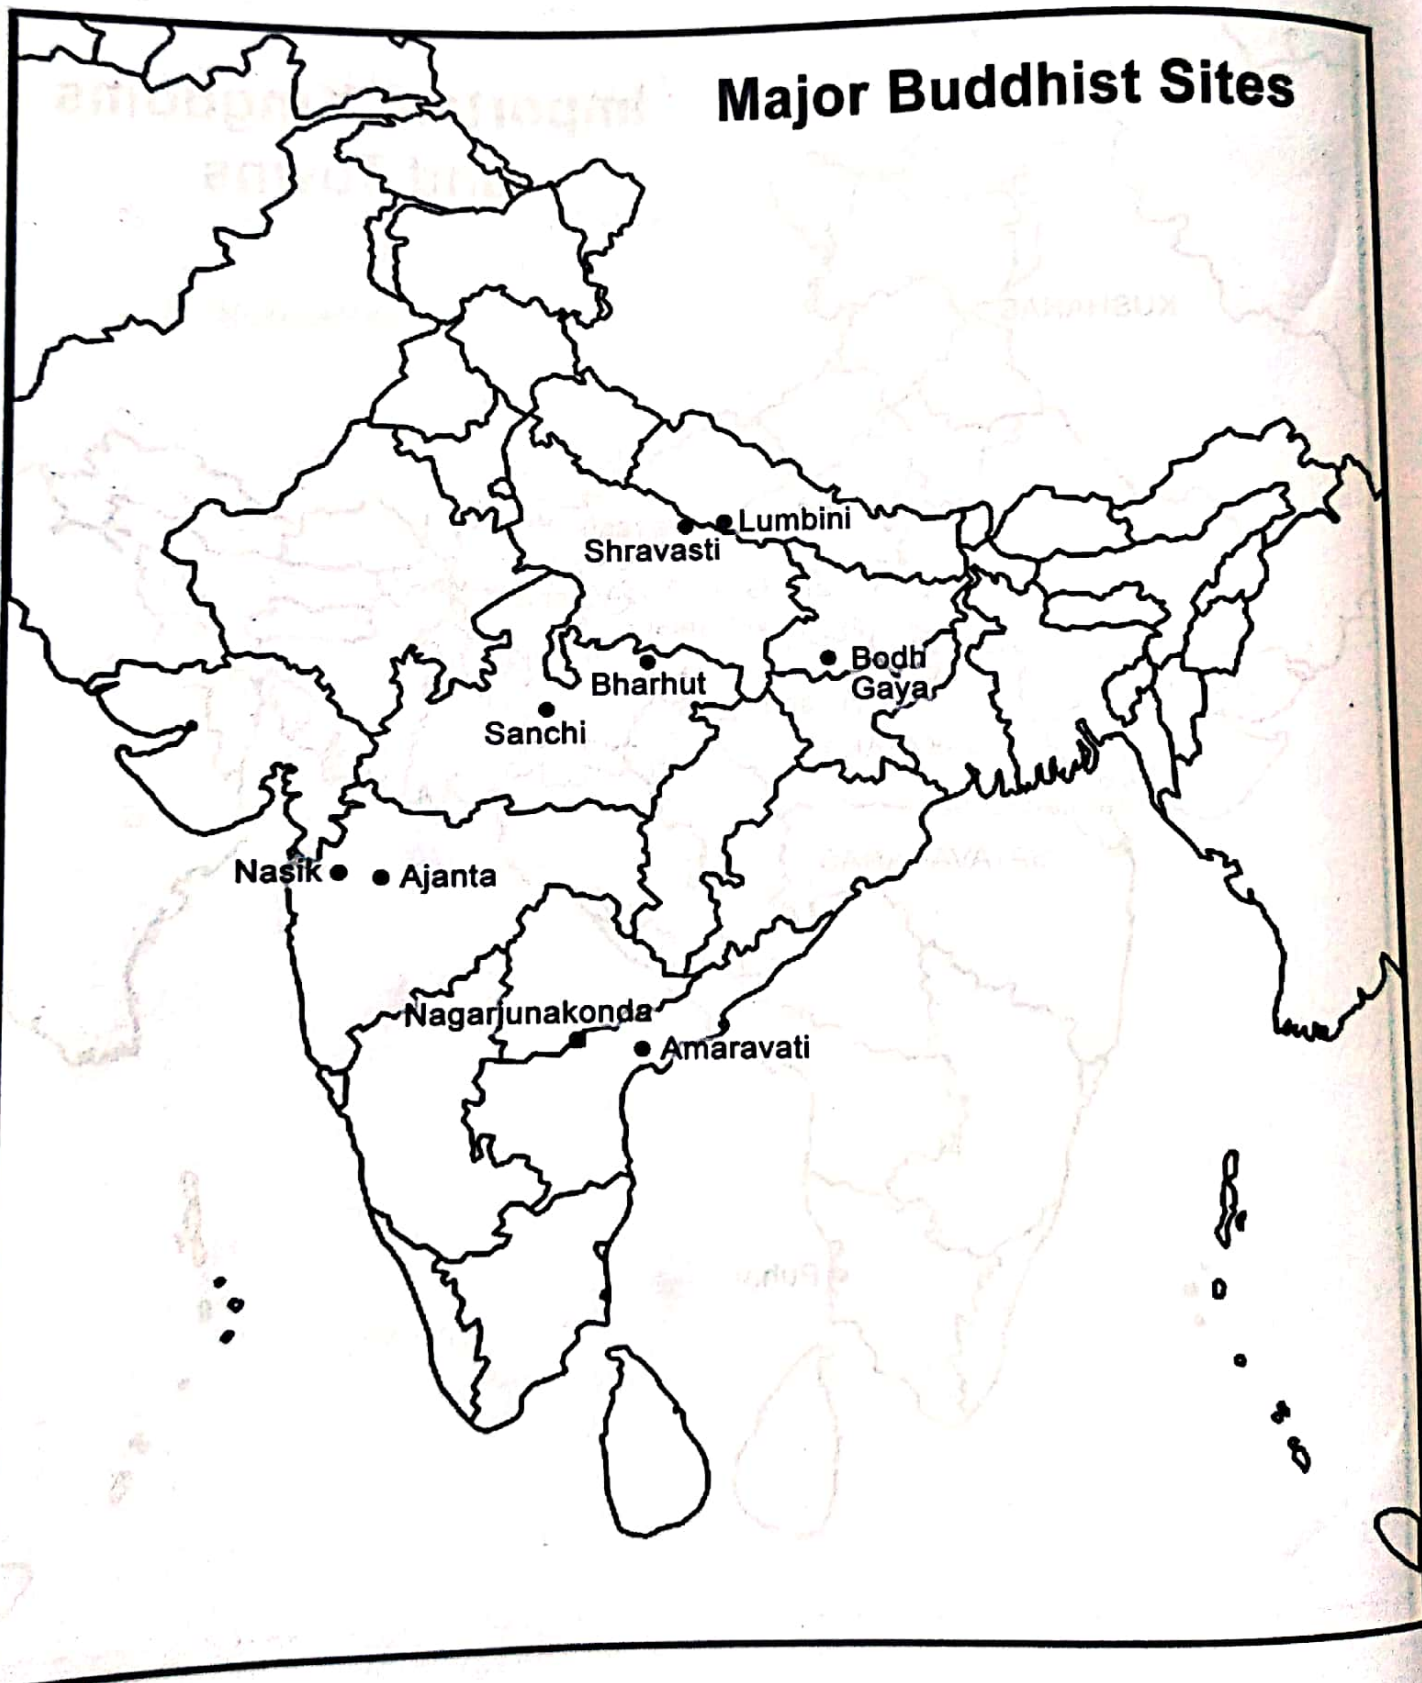 Major Buddhist Sites
Lumbini
Shravasti
Bodh
Gaya
Bharhut
Sanchi
Nasik
Ajanta
Nagarjunakonda
Amaravati